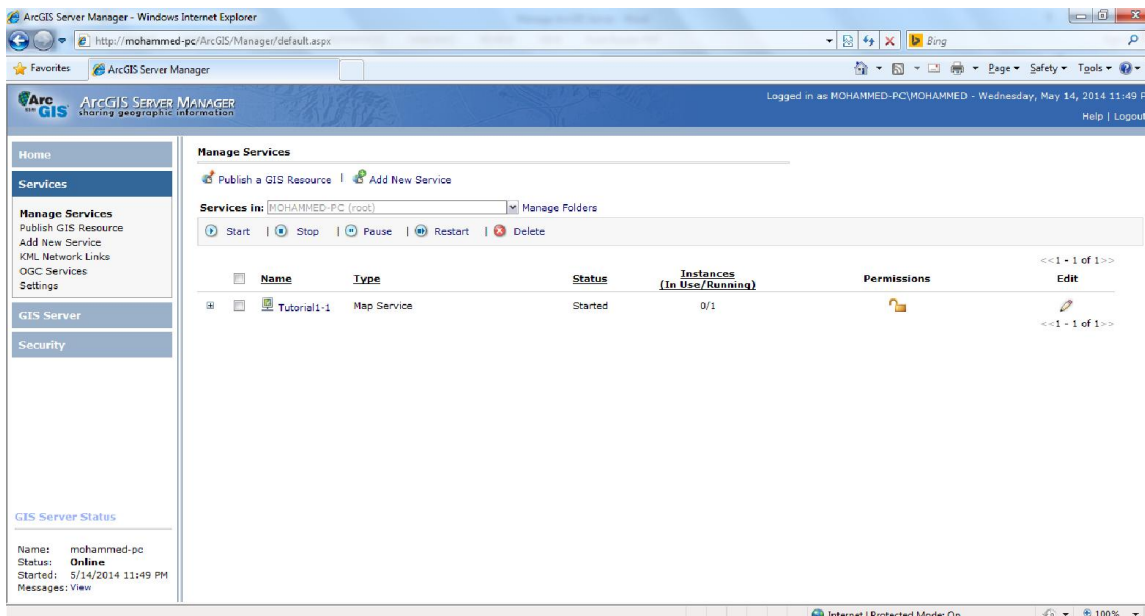 ArcGIS Server Manager - Windows Internet Explorer
http://mohammed-pc/ArcGIS/Manager/default.aspx
Bing
Favorites
ArcGIS Server Manager
Page Safety Tools
ArcGIS
ArcGIS Server Manager
sharing geographic information
Logged in as MOHAMMED-PC\MOHAMMED - Wednesday, May 14, 2014 11:49 P
Help | Logout
Home
Services
Manage Services
Publish GIS Resource
Add New Service
KML Network Links
OGC Services
Settings
GIS Server
Security
GIS Server Status
Name: mohammed-pc
Status: Online
Started: 5/14/2014 11:49 PM
Messages: View
Manage Services
Publish a GIS Resource | Add New Service
Services in: MOHAMMED-PC (root) Manage Folders
Start | Stop | Pause | Restart | Delete
<<1 - 1 of 1>>
Name Type Status Instances (In Use/Running) Permissions Edit
Tutorial1-1 Map Service Started 0/1
<<1 - 1 of 1>>
Internet | Protected Mode: On
100%